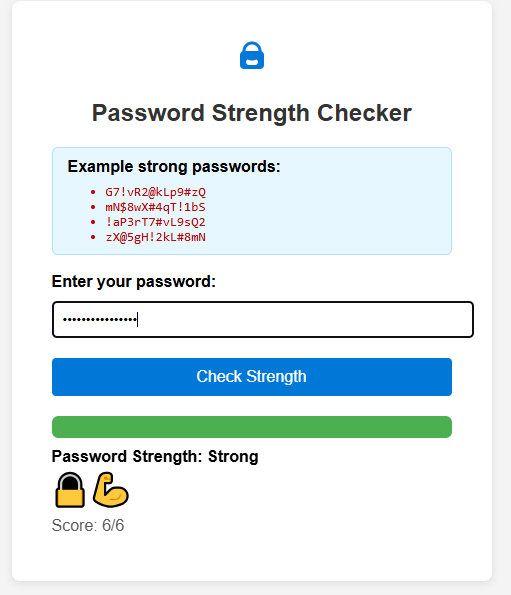 Password Strength Checker
Example strong passwords:
• G7!vR2@kLp9#zQ
• mN$8wX#4qT!1bS
• !aP3rT7#vL9sQ2
• zX@5gH!2kL#8mN
Enter your password:
••••••••••••••••
Check Strength
Password Strength: Strong
🔒💪
Score: 6/6